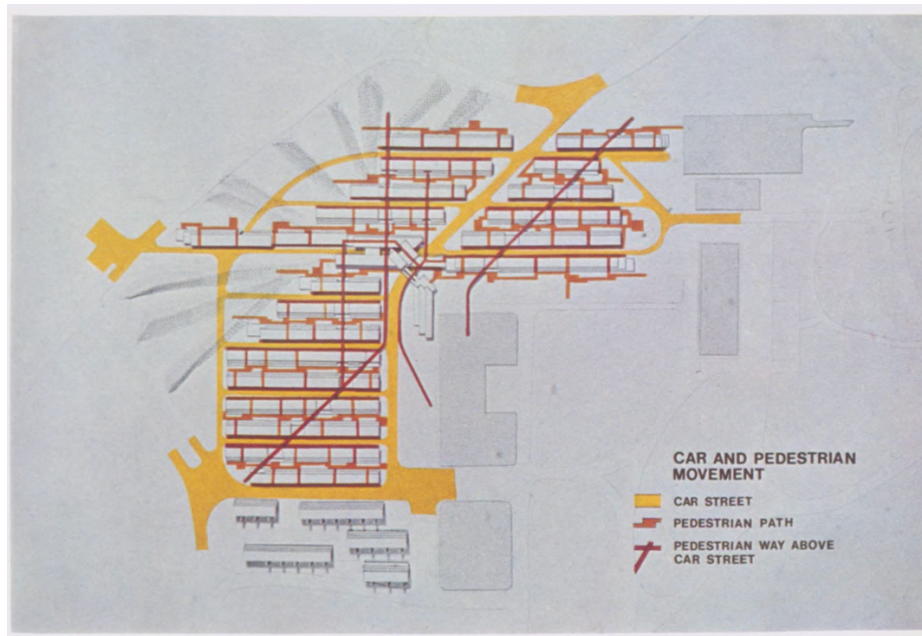 CAR AND PEDESTRIAN
MOVEMENT
CAR STREET
PEDESTRIAN PATH
PEDESTRIAN WAY ABOVE
CAR STREET